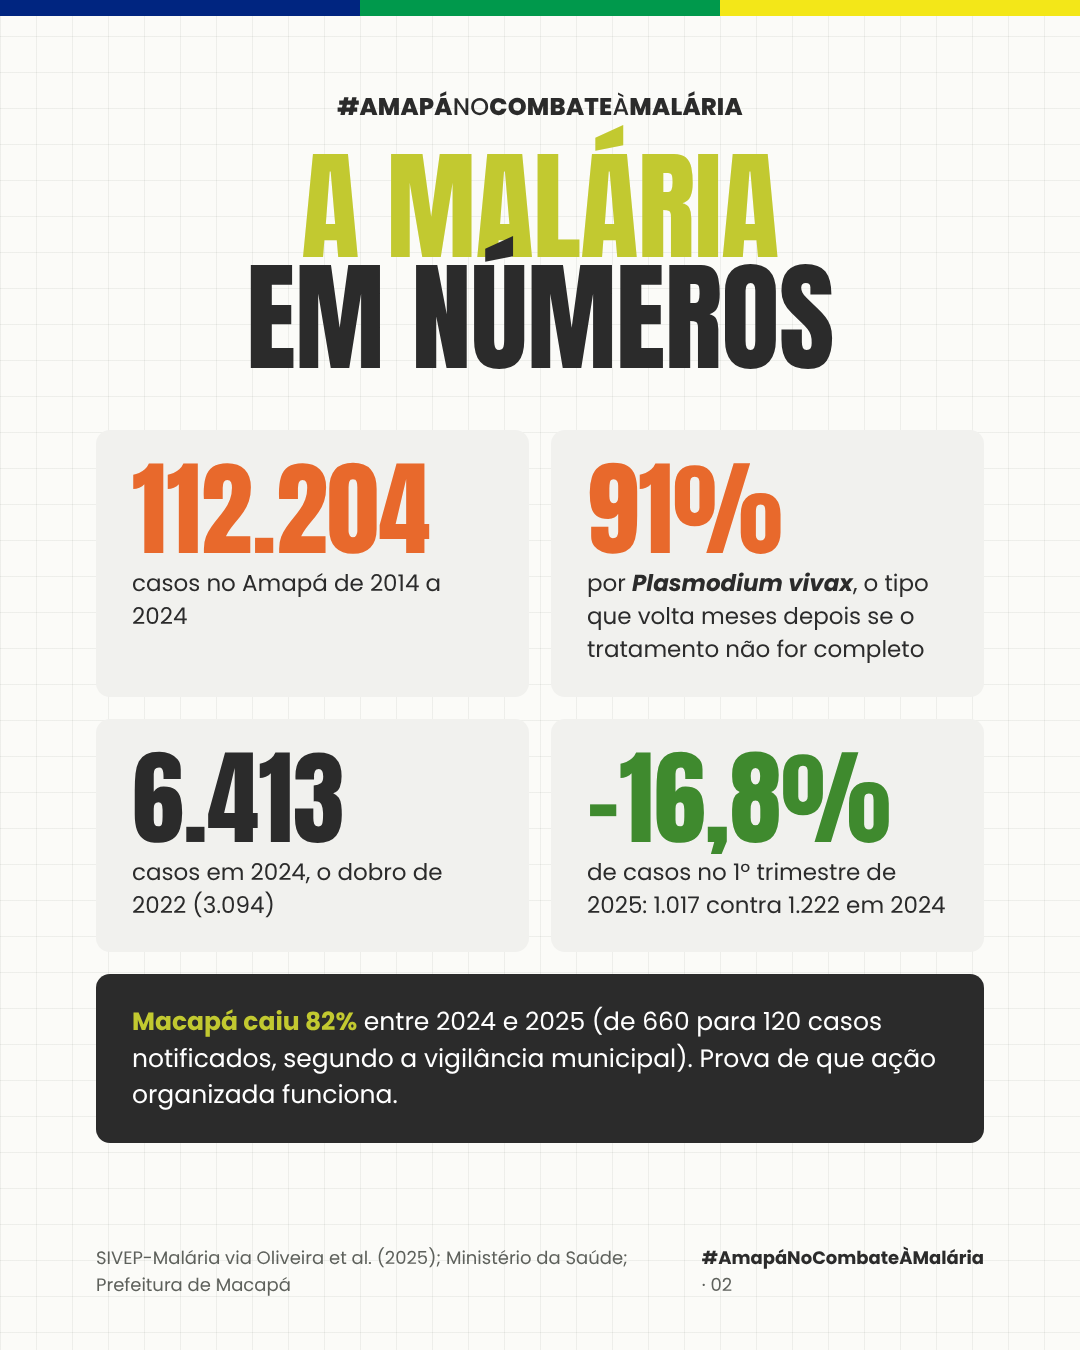 #AMAPÁNOCOMBATEÀMALÁRIA
A MALÁRIA
EM NÚMEROS
112.204
casos no Amapá de 2014 a
2024
91%
por Plasmodium vivax, o tipo
que volta meses depois se o
tratamento não for completo
6.413
casos em 2024, o dobro de
2022 (3.094)
-16,8%
de casos no 1º trimestre de
2025: 1.017 contra 1.222 em 2024
Macapá caiu 82% entre 2024 e 2025 (de 660 para 120 casos
notificados, segundo a vigilância municipal). Prova de que ação
organizada funciona.
SIVEP-Malária via Oliveira et al. (2025); Ministério da Saúde;
Prefeitura de Macapá
#AmapáNoCombateÀMalária
· 02